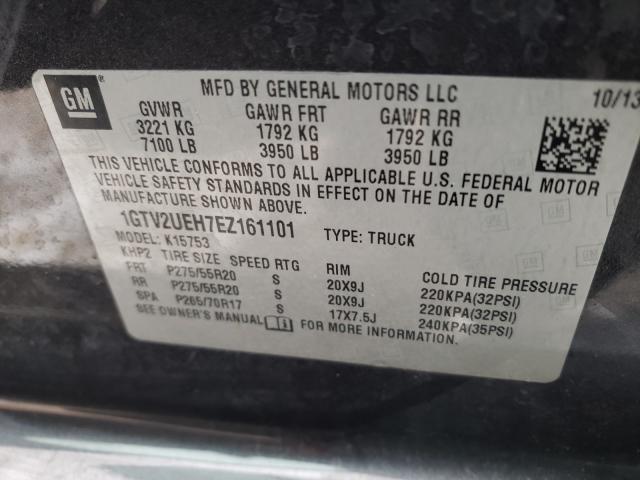 GM
MFD BY GENERAL MOTORS LLC 10/13
GVWR GAWR FRT GAWR RR
3221 KG 1792 KG 1792 KG
7100 LB 3950 LB 3950 LB
THIS VEHICLE CONFORMS TO ALL APPLICABLE U.S. FEDERAL MOTOR
VEHICLE SAFETY STANDARDS IN EFFECT ON THE DATE OF
MANUFACTURE SHOWN ABOVE.
1GTV2UEH7EZ161101 TYPE: TRUCK
MODEL: K15753
KHP2 TIRE SIZE SPEED RTG RIM COLD TIRE PRESSURE
FRT P275/55R20 S 20X9J 220KPA(32PSI)
RR P275/55R20 S 20X9J 220KPA(32PSI)
SPA P265/70R17 S 17X7.5J 240KPA(35PSI)
SEE OWNER'S MANUAL FOR MORE INFORMATION.